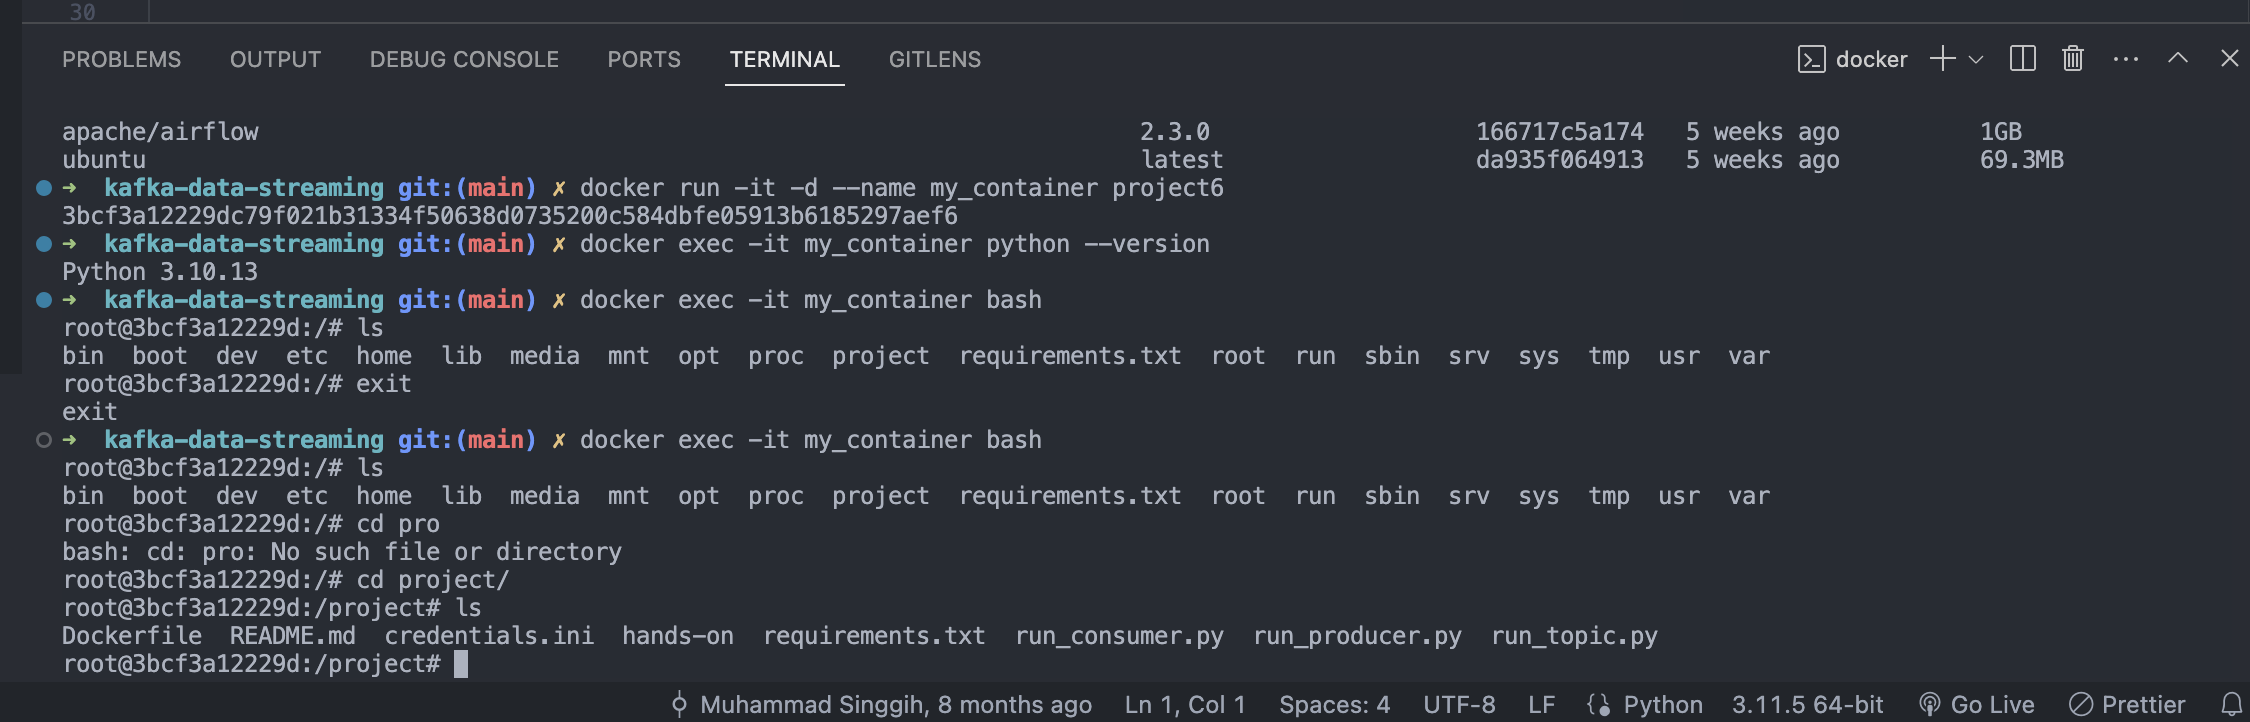 30
PROBLEMS OUTPUT DEBUG CONSOLE PORTS TERMINAL GITLENS docker
apache/airflow 2.3.0 166717c5a174 5 weeks ago 1GB
ubuntu latest da935f064913 5 weeks ago 69.3MB
➜ kafka-data-streaming git:(main) ✗ docker run -it -d --name my_container project6
3bcf3a12229dc79f021b31334f50638d0735200c584dbfe05913b6185297aef6
➜ kafka-data-streaming git:(main) ✗ docker exec -it my_container python --version
Python 3.10.13
➜ kafka-data-streaming git:(main) ✗ docker exec -it my_container bash
root@3bcf3a12229d:/# ls
bin boot dev etc home lib media mnt opt proc project requirements.txt root run sbin srv sys tmp usr var
root@3bcf3a12229d:/# exit
exit
➜ kafka-data-streaming git:(main) ✗ docker exec -it my_container bash
root@3bcf3a12229d:/# ls
bin boot dev etc home lib media mnt opt proc project requirements.txt root run sbin srv sys tmp usr var
root@3bcf3a12229d:/# cd pro
bash: cd: pro: No such file or directory
root@3bcf3a12229d:/# cd project/
root@3bcf3a12229d:/project# ls
Dockerfile README.md credentials.ini hands-on requirements.txt run_consumer.py run_producer.py run_topic.py
root@3bcf3a12229d:/project#
Muhammad Singgih, 8 months ago Ln 1, Col 1 Spaces: 4 UTF-8 LF Python 3.11.5 64-bit Go Live Prettier